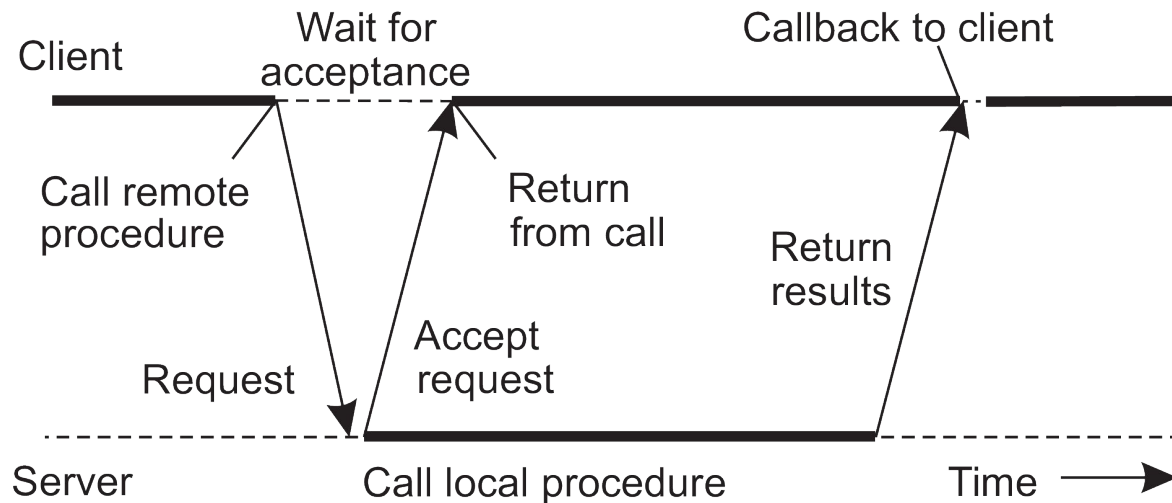 Client
Wait for
acceptance
Callback to client
Call remote
procedure
Return
from call
Return
results
Request
Accept
request
Server
Call local procedure
Time